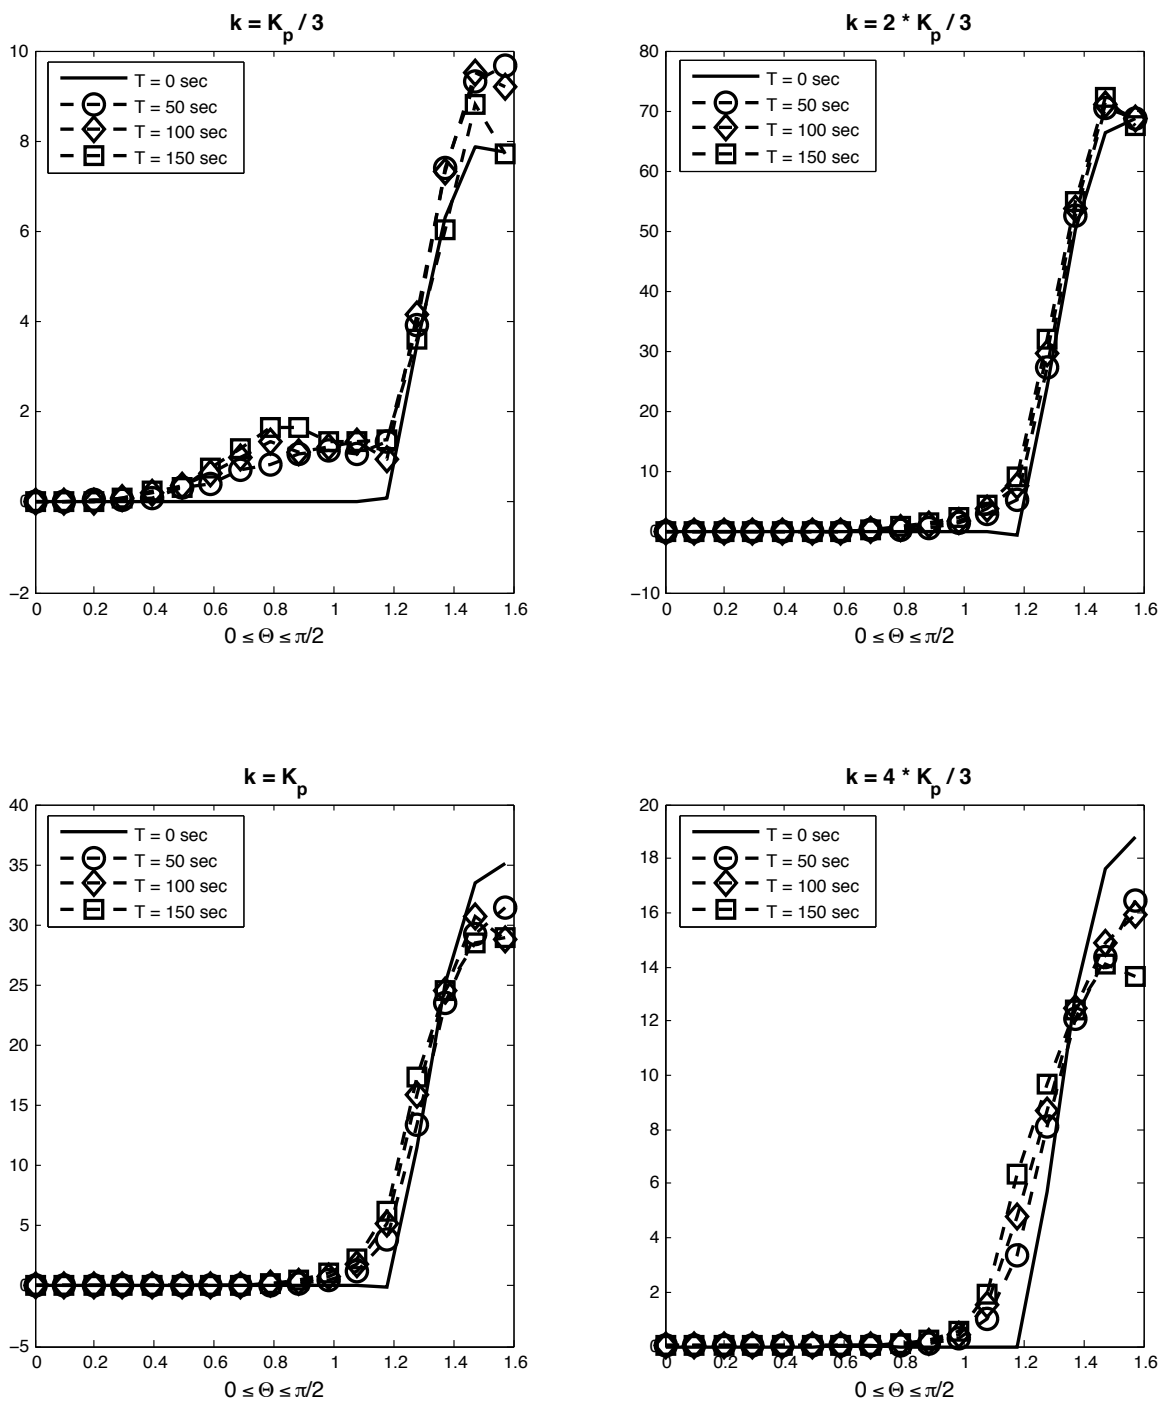 k = K_p / 3
10
8
6
4
2
0
−2
T = 0 sec
T = 50 sec
T = 100 sec
T = 150 sec
0 0.2 0.4 0.6 0.8 1 1.2 1.4 1.6
0 ≤ Θ ≤ π/2
k = 2 * K_p / 3
80
70
60
50
40
30
20
10
0
−10
T = 0 sec
T = 50 sec
T = 100 sec
T = 150 sec
0 0.2 0.4 0.6 0.8 1 1.2 1.4 1.6
0 ≤ Θ ≤ π/2
k = K_p
40
35
30
25
20
15
10
5
0
−5
T = 0 sec
T = 50 sec
T = 100 sec
T = 150 sec
0 0.2 0.4 0.6 0.8 1 1.2 1.4 1.6
0 ≤ Θ ≤ π/2
k = 4 * K_p / 3
20
18
16
14
12
10
8
6
4
2
0
T = 0 sec
T = 50 sec
T = 100 sec
T = 150 sec
0 0.2 0.4 0.6 0.8 1 1.2 1.4 1.6
0 ≤ Θ ≤ π/2